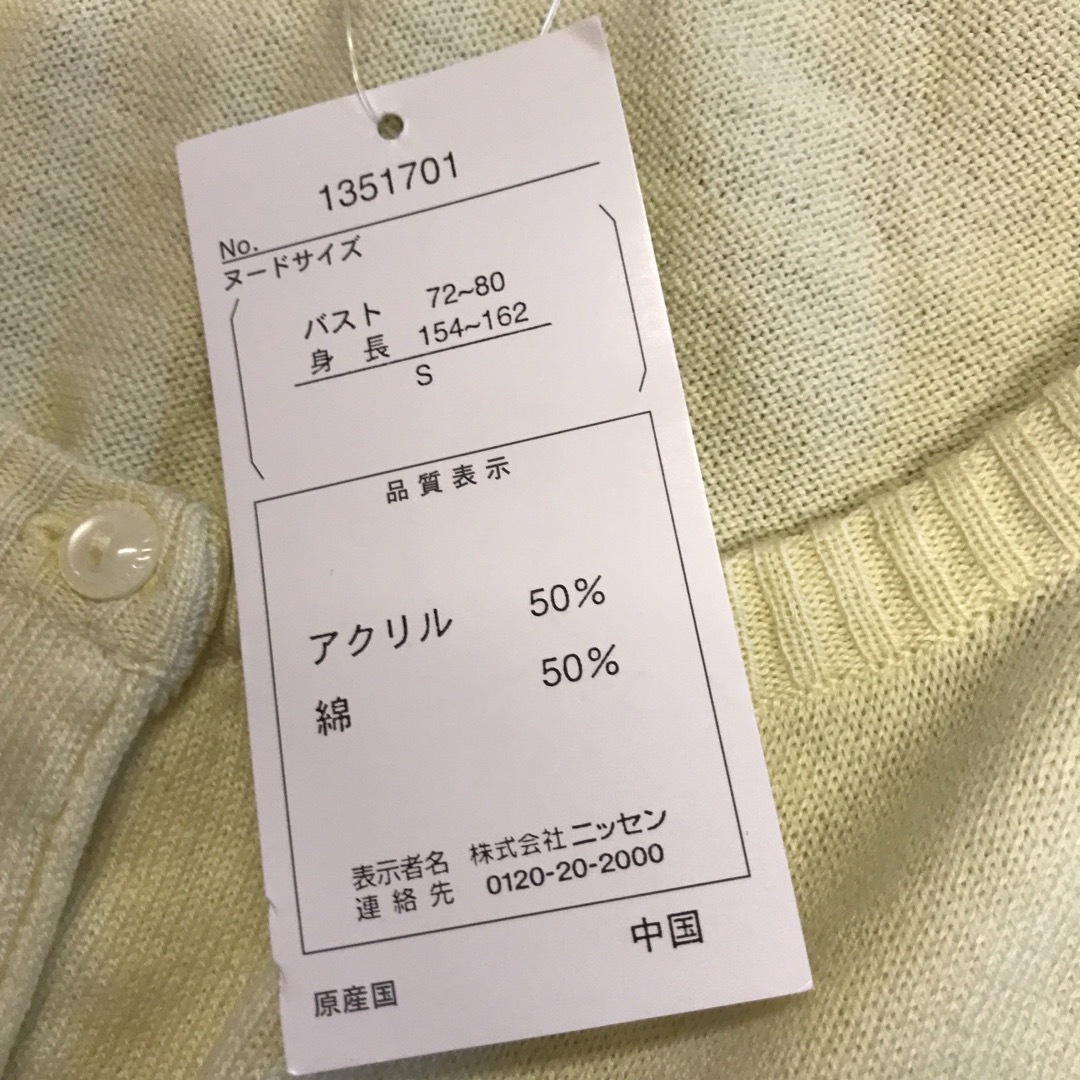 No. 1351701
ヌードサイズ
バスト 72~80
身長 154~162
S
品質表示
アクリル 50%
綿 50%
表示者名 株式会社ニッセン
連絡先 0120-20-2000
原産国 中国